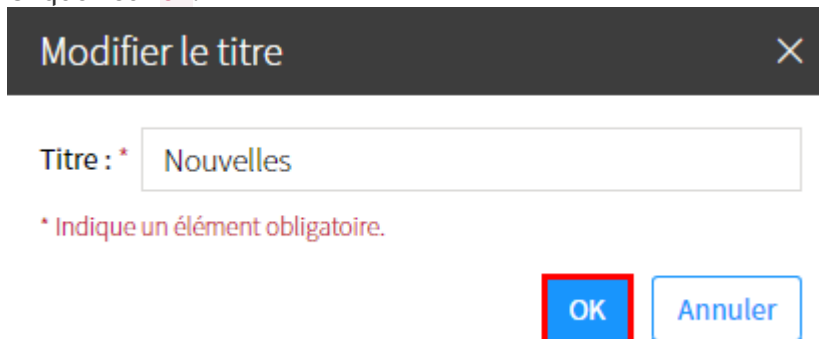 Modifier le titre
Titre : * Nouvelles
* Indique un élément obligatoire.
OK Annuler